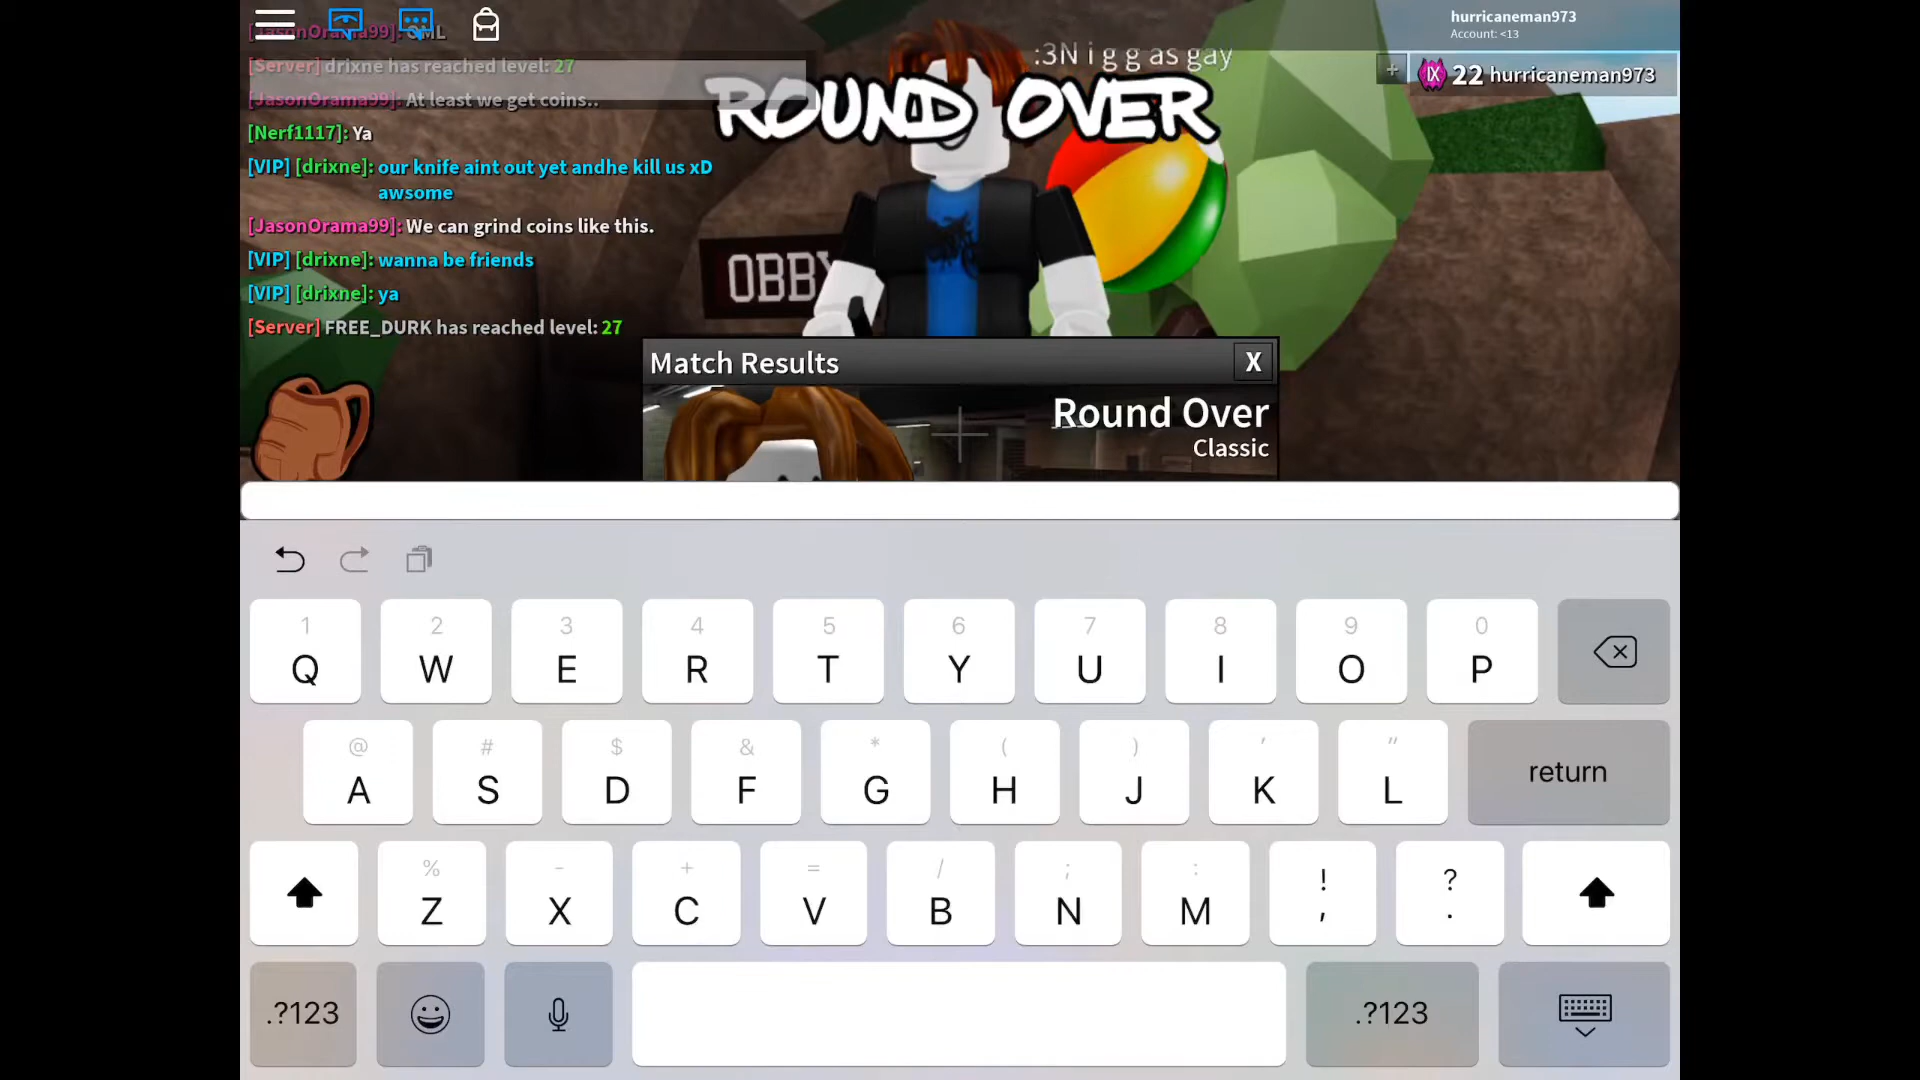 [JasonOrama99]: OML
[Server] drixne has reached level: 27
[JasonOrama99]: At least we get coins..
[Nerf1117]: Ya
[VIP] [drixne]: our knife aint out yet andhe kill us xD
awsome
[JasonOrama99]: We can grind coins like this.
[VIP] [drixne]: wanna be friends
[VIP] [drixne]: ya
[Server] FREE_DURK has reached level: 27
:3N i g g as gay
ROUND OVER
hurricaneman973
Account: <13
+ IX 22 hurricaneman973
OBBY
Match Results X
Round Over
Classic
1 2 3 4 5 6 7 8 9 0
Q W E R T Y U I O P
@ # $ & * ( ) ' "
A S D F G H J K L return
% - + = / ; : ! ?
Z X C V B N M , .
.?123 .?123